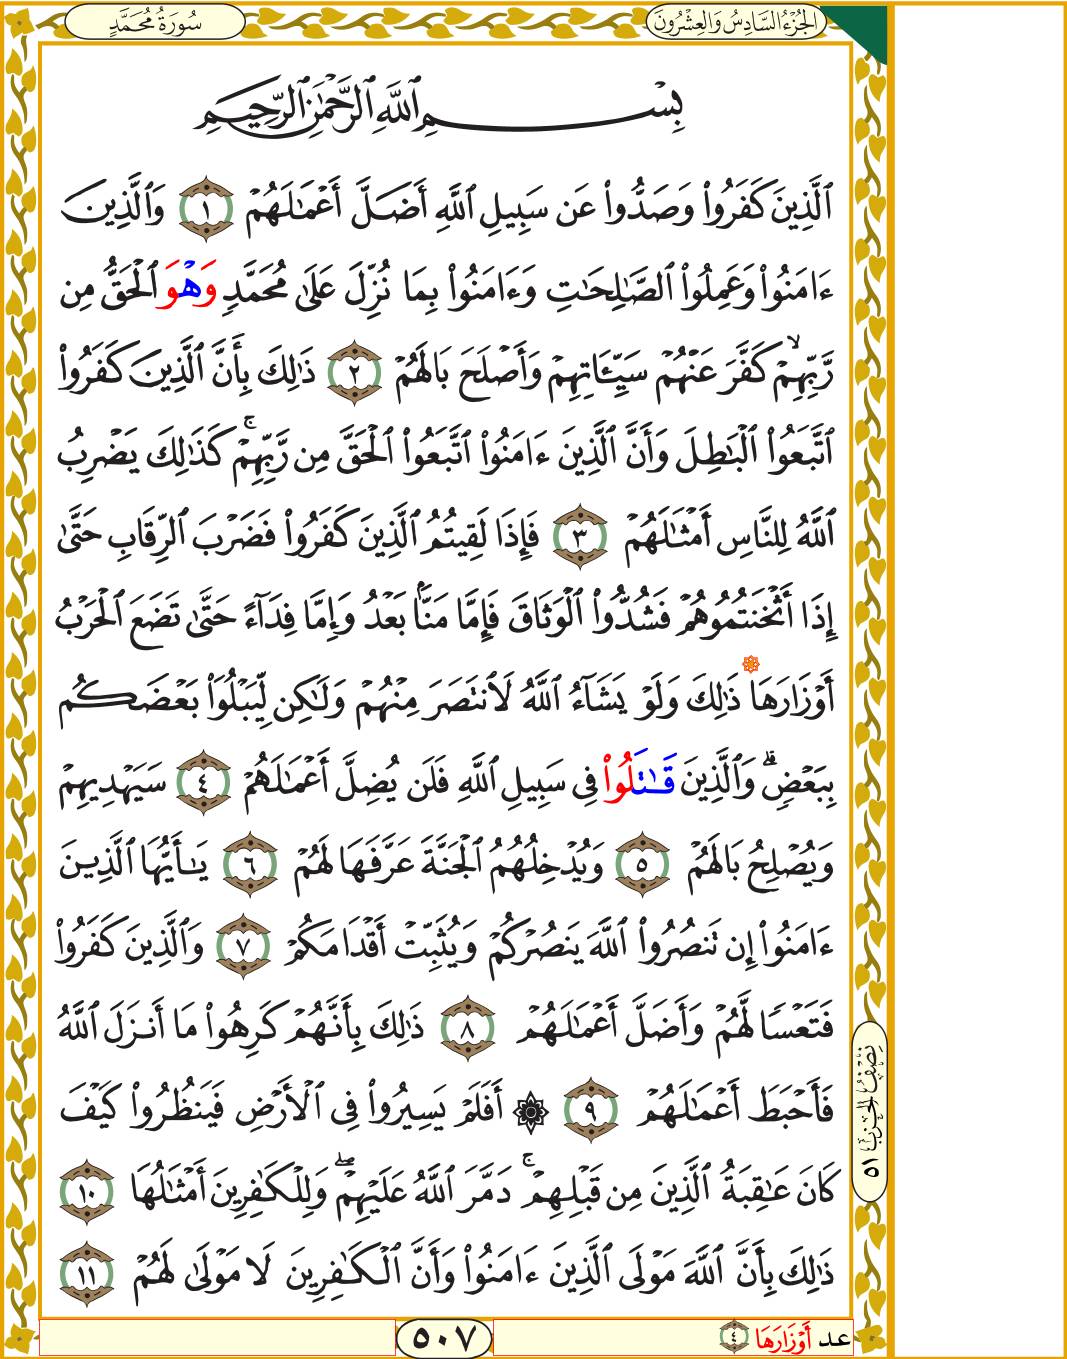 الجُزْءُ السَّادِسُ وَالعِشْرُونَ
سُورَةُ مُحَمَّدٍ
بِسْمِ ٱللَّهِ ٱلرَّحْمَٰنِ ٱلرَّحِيمِ
ٱلَّذِينَ كَفَرُواْ وَصَدُّواْ عَن سَبِيلِ ٱللَّهِ أَضَلَّ أَعْمَٰلَهُمْ ١ وَٱلَّذِينَ
ءَامَنُواْ وَعَمِلُواْ ٱلصَّٰلِحَٰتِ وَءَامَنُواْ بِمَا نُزِّلَ عَلَىٰ مُحَمَّدٖ وَهْوَ ٱلْحَقُّ مِن
رَّبِّهِمْۙ كَفَّرَ عَنْهُمْ سَيِّـَٔاتِهِمْ وَأَصْلَحَ بَالَهُمْ ٢ ذَٰلِكَ بِأَنَّ ٱلَّذِينَ كَفَرُواْ
ٱتَّبَعُواْ ٱلْبَٰطِلَ وَأَنَّ ٱلَّذِينَ ءَامَنُواْ ٱتَّبَعُواْ ٱلْحَقَّ مِن رَّبِّهِمْۚ كَذَٰلِكَ يَضْرِبُ
ٱللَّهُ لِلنَّاسِ أَمْثَٰلَهُمْ ٣ فَإِذَا لَقِيتُمُ ٱلَّذِينَ كَفَرُواْ فَضَرْبَ ٱلرِّقَابِ حَتَّىٰ
إِذَا أَثْخَنتُمُوهُمْ فَشُدُّواْ ٱلْوَثَاقَ فَإِمَّا مَنَّۢا بَعْدُ وَإِمَّا فِدَآءً حَتَّىٰ تَضَعَ ٱلْحَرْبُ
أَوْزَارَهَا ذَٰلِكَ وَلَوْ يَشَآءُ ٱللَّهُ لَٱنتَصَرَ مِنْهُمْ وَلَٰكِن لِّيَبْلُوَاْ بَعْضَكُم
بِبَعْضٖۗ وَٱلَّذِينَ قَٰتَلُواْ فِي سَبِيلِ ٱللَّهِ فَلَن يُضِلَّ أَعْمَٰلَهُمْ ٤ سَيَهْدِيهِمْ
وَيُصْلِحُ بَالَهُمْ ٥ وَيُدْخِلُهُمُ ٱلْجَنَّةَ عَرَّفَهَا لَهُمْ ٦ يَٰٓأَيُّهَا ٱلَّذِينَ
ءَامَنُواْ إِن تَنصُرُواْ ٱللَّهَ يَنصُرْكُمْ وَيُثَبِّتْ أَقْدَامَكُمْ ٧ وَٱلَّذِينَ كَفَرُواْ
فَتَعْسٗا لَّهُمْ وَأَضَلَّ أَعْمَٰلَهُمْ ٨ ذَٰلِكَ بِأَنَّهُمْ كَرِهُواْ مَا أَنزَلَ ٱللَّهُ
فَأَحْبَطَ أَعْمَٰلَهُمْ ٩ ۞ أَفَلَمْ يَسِيرُواْ فِي ٱلْأَرْضِ فَيَنظُرُواْ كَيْفَ
كَانَ عَٰقِبَةُ ٱلَّذِينَ مِن قَبْلِهِمْۚ دَمَّرَ ٱللَّهُ عَلَيْهِمْۖ وَلِلْكَٰفِرِينَ أَمْثَٰلُهَا ١٠
ذَٰلِكَ بِأَنَّ ٱللَّهَ مَوْلَى ٱلَّذِينَ ءَامَنُواْ وَأَنَّ ٱلْكَٰفِرِينَ لَا مَوْلَىٰ لَهُمْ ١١
نِصْفُ الحِزْبِ ٥١
عد أَوْزَارَهَا ٤
٥٠٧